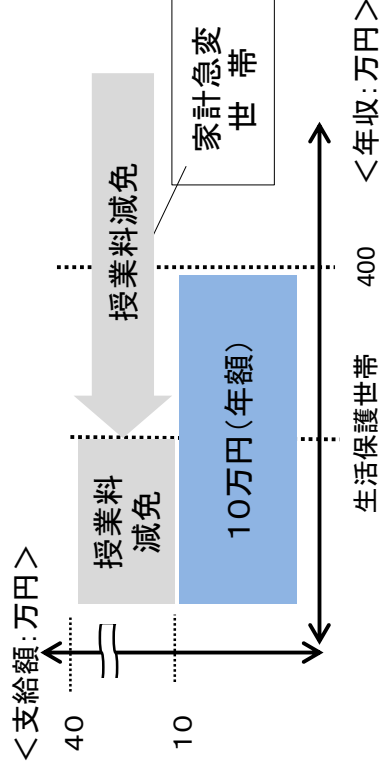 ＜支給額：万円＞
40
10
授業料
減免
授業料減免
家計急変
世　帯
10万円（年額）
生活保護世帯
400
＜年収：万円＞